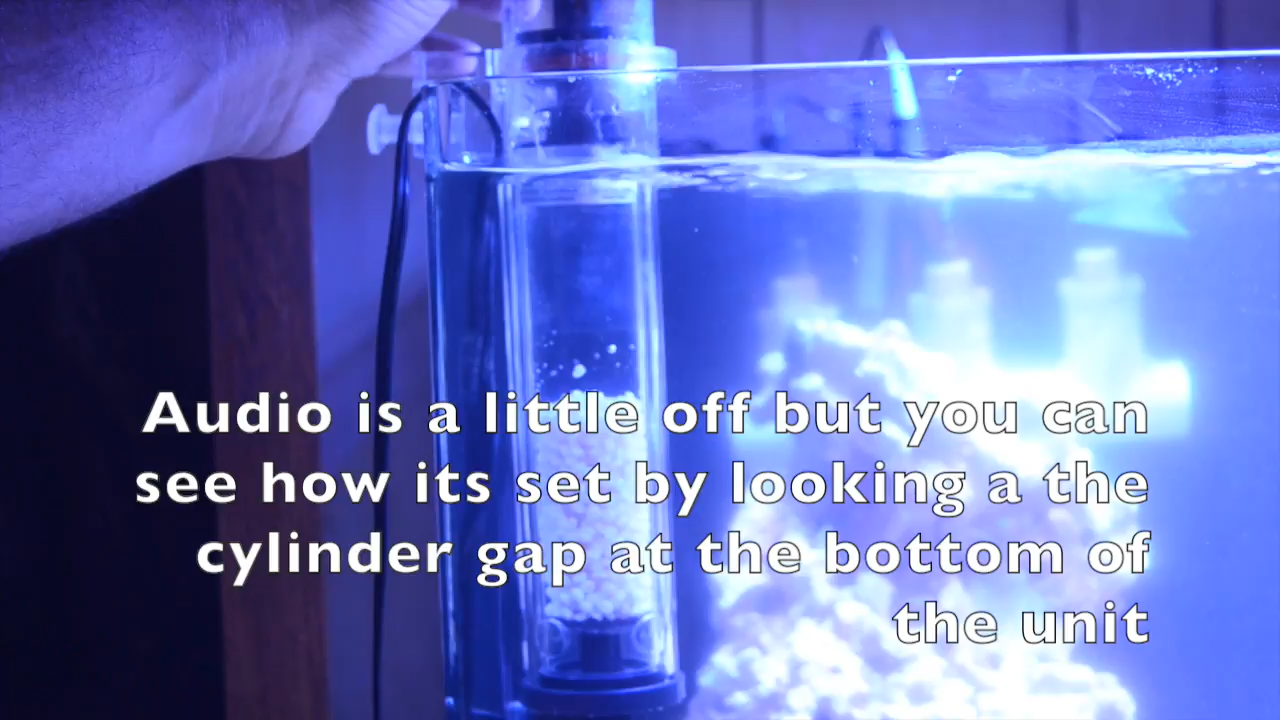 Audio is a little off but you can
see how its set by looking a the
cylinder gap at the bottom of
the unit